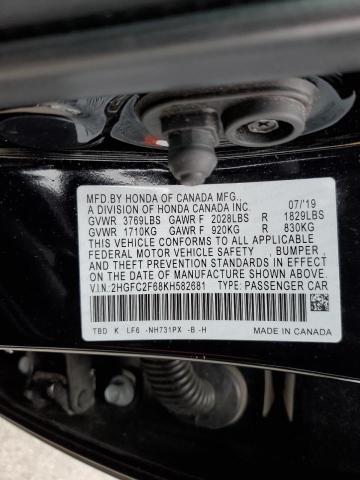 MFD.BY HONDA OF CANADA MFG.,
A DIVISION OF HONDA CANADA INC. 07/'19
GVWR 3769LBS GAWR F 2028LBS R 1829LBS
GVWR 1710KG GAWR F 920KG R 830KG
THIS VEHICLE CONFORMS TO ALL APPLICABLE
FEDERAL MOTOR VEHICLE SAFETY , BUMPER,
AND THEFT PREVENTION STANDARDS IN EFFECT
ON THE DATE OF MANUFACTURE SHOWN ABOVE.
V.I.N:2HGFC2F68KH582681 TYPE: PASSENGER CAR
TBD K LF6 -NH731PX -B -H MADE IN CANADA